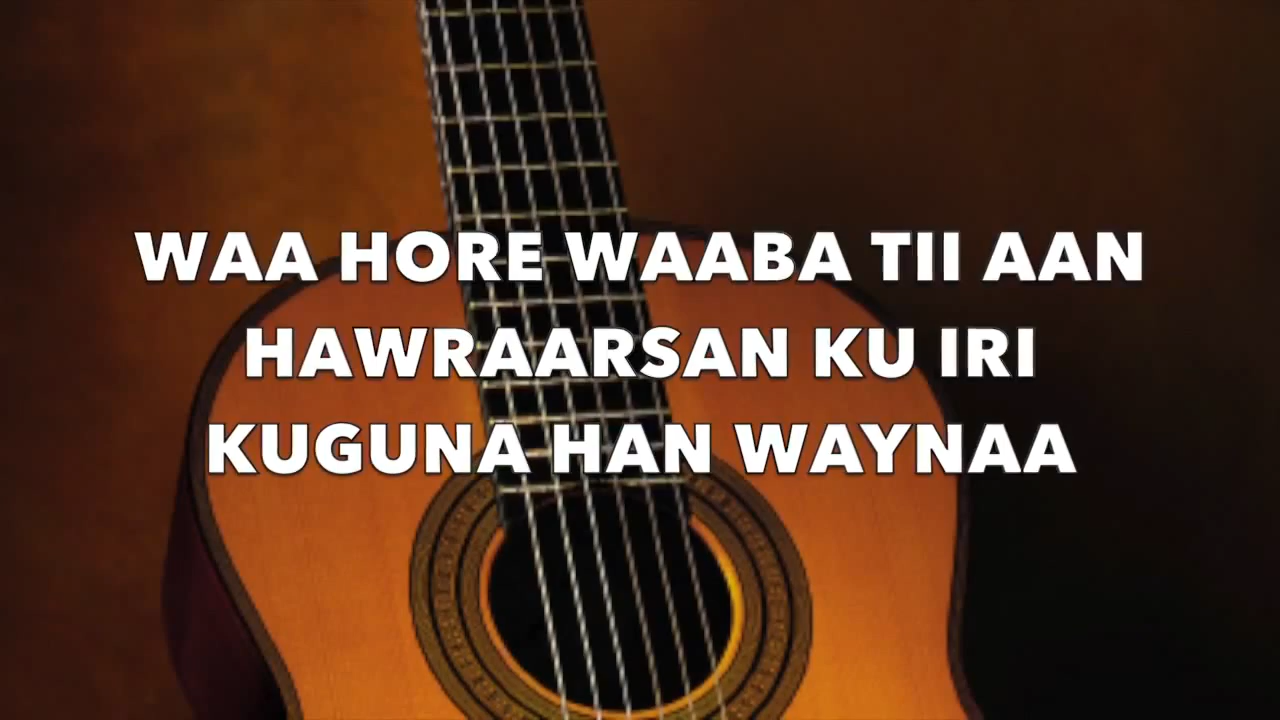 WAA HORE WAABA TII AAN
HAWRAARSAN KU IRI
KUGUNA HAN WAYNAA